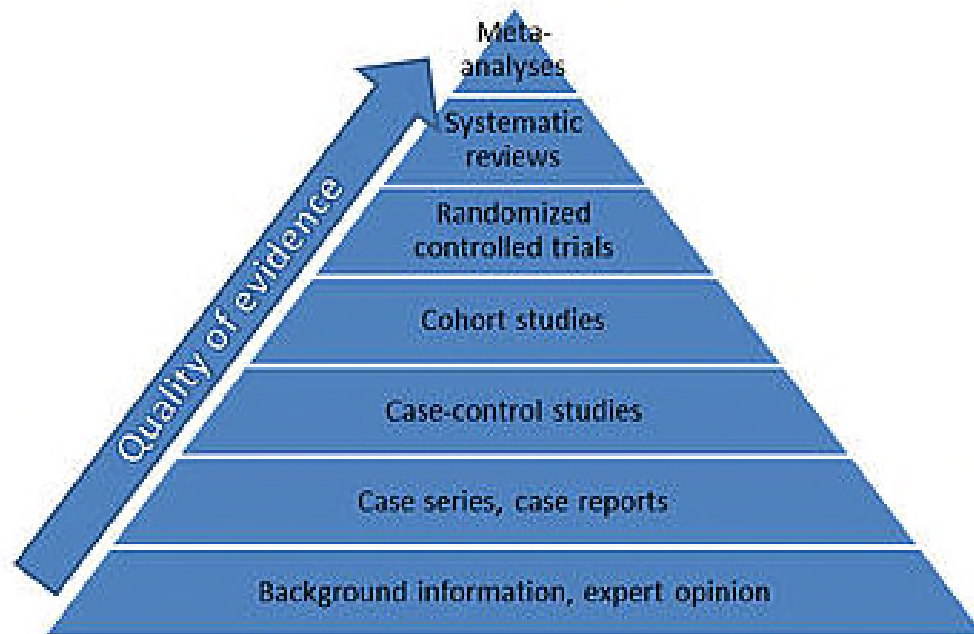 Meta-
analyses
Systematic
reviews
Randomized
controlled trials
Cohort studies
Case-control studies
Case series, case reports
Background information, expert opinion
Quality of evidence